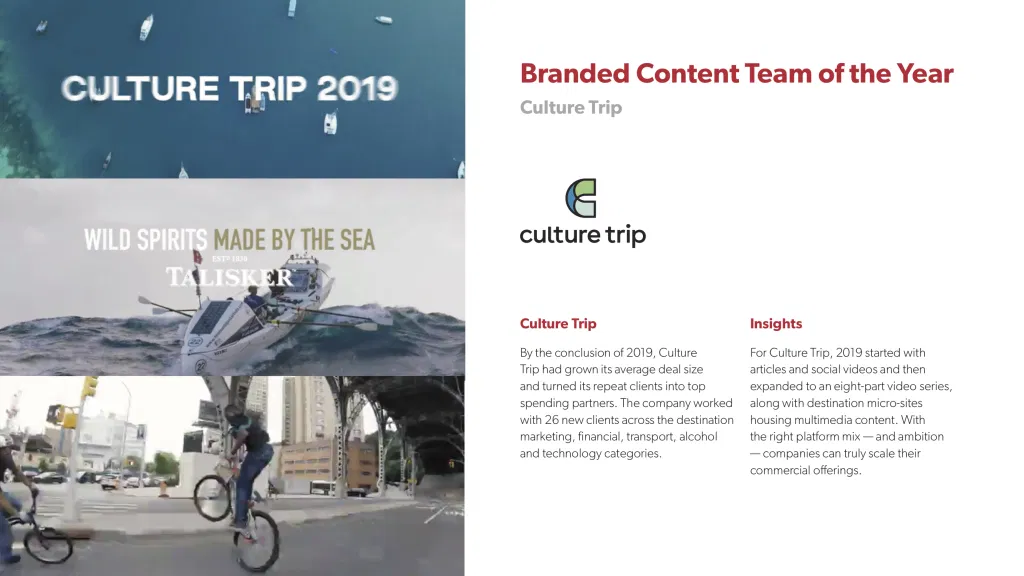 CULTURE TRIP 2019
WILD SPIRITS MADE BY THE SEA
ESTD 1830
TALISKER
Branded Content Team of the Year
Culture Trip
culture trip
Culture Trip
By the conclusion of 2019, Culture
Trip had grown its average deal size
and turned its repeat clients into top
spending partners. The company worked
with 26 new clients across the destination
marketing, financial, transport, alcohol
and technology categories.
Insights
For Culture Trip, 2019 started with
articles and social videos and then
expanded to an eight-part video series,
along with destination micro-sites
housing multimedia content. With
the right platform mix — and ambition
— companies can truly scale their
commercial offerings.